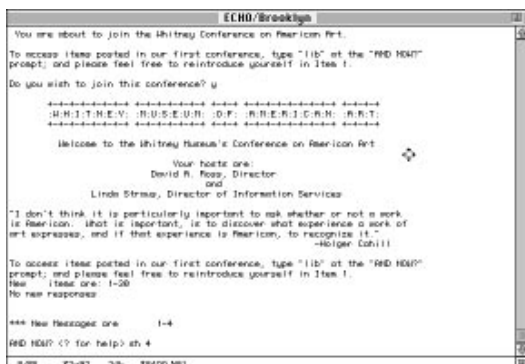 ECHO/Brooklyn
You are about to join the Whitney Conference on American Art.
To access items posted in our first conference, type "lib" at the "AND NOW?"
prompt; and please feel free to reintroduce yourself in Item 1.
Do you wish to join this conference? y
+-+-+-+-+-+-+-+ +-+-+-+-+-+-+ +-+-+ +-+-+-+-+-+-+-+-+ +-+-+-+
:W:H:I:T:N:E:Y: :M:U:S:E:U:M: :O:F: :A:M:E:R:I:C:A:N: :A:R:T:
+-+-+-+-+-+-+-+ +-+-+-+-+-+-+ +-+-+ +-+-+-+-+-+-+-+-+ +-+-+-+
Welcome to the Whitney Museum's Conference on American Art
Your hosts are:
David A. Ross, Director
and
Linda Straus, Director of Information Services
"I don't think it is particularly important to ask whether or not a work
is American. What is important, is to discover what experience a work of
art expresses, and if that experience is American, to recognize it."
-Holger Cahill
To access items posted in our first conference, type "lib" at the "AND NOW?"
prompt; and please feel free to reintroduce yourself in Item 1.
New items are: 1-20
No new responses
*** New Messages are 1-4
AND NOW? <? for help> sh 4